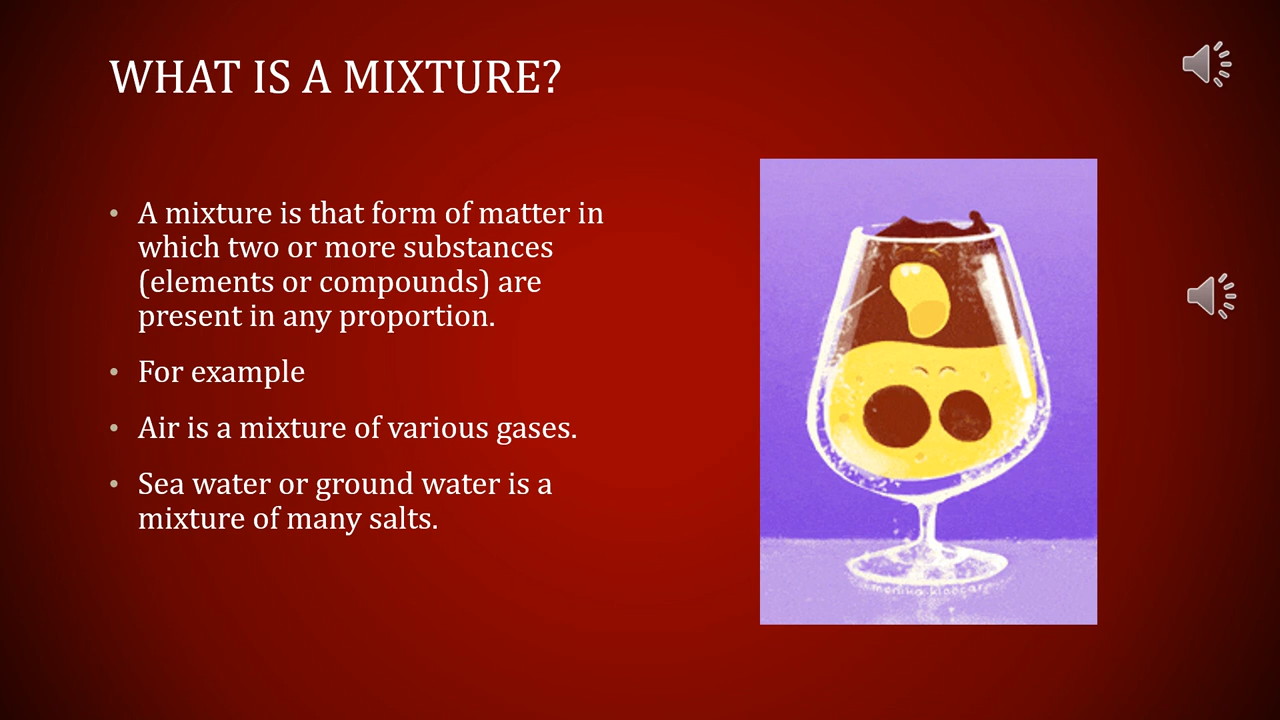 WHAT IS A MIXTURE?
• A mixture is that form of matter in
which two or more substances
(elements or compounds) are
present in any proportion.
• For example
• Air is a mixture of various gases.
• Sea water or ground water is a
mixture of many salts.